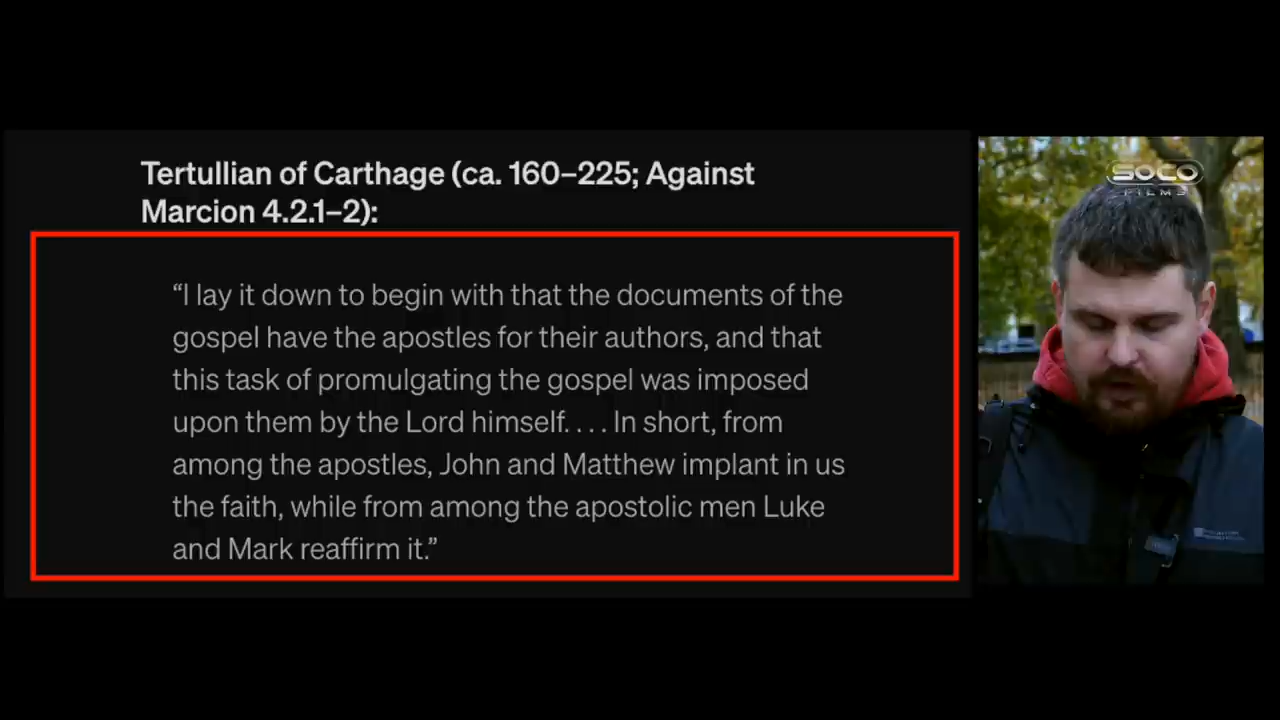 Tertullian of Carthage (ca. 160–225; Against
Marcion 4.2.1–2):
“I lay it down to begin with that the documents of the
gospel have the apostles for their authors, and that
this task of promulgating the gospel was imposed
upon them by the Lord himself. . . . In short, from
among the apostles, John and Matthew implant in us
the faith, while from among the apostolic men Luke
and Mark reaffirm it.”
SOCO
FILMS